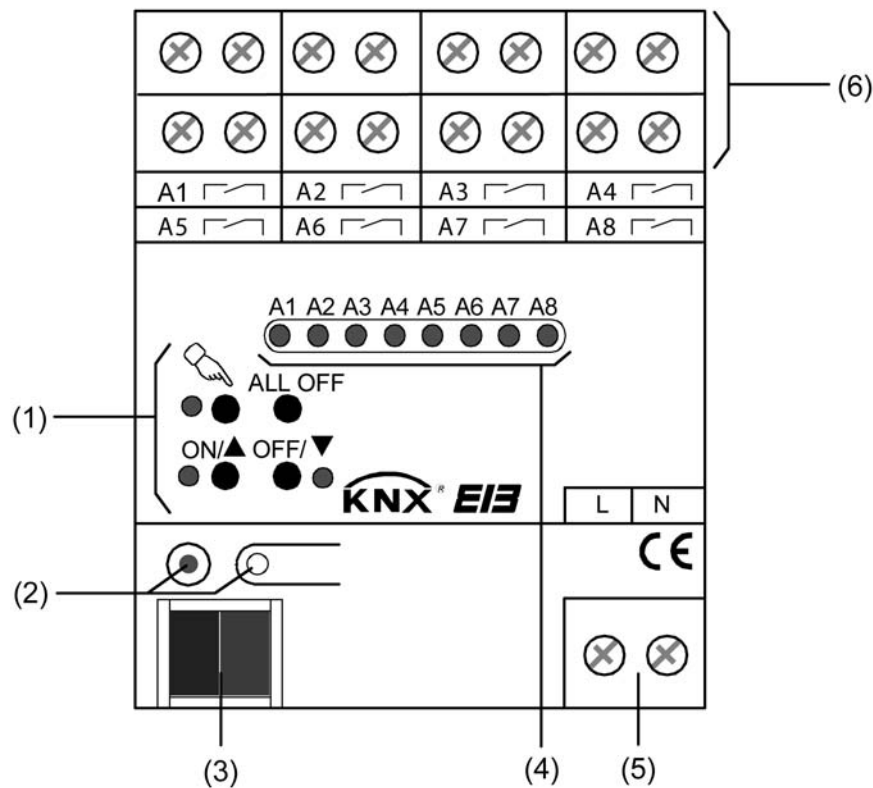 (6)
A1 A2 A3 A4
A5 A6 A7 A8
A1 A2 A3 A4 A5 A6 A7 A8
ALL OFF
(1)
ON/▲ OFF/ ▼
KNX® EIB
L N
CE
(2)
(3) (4) (5)